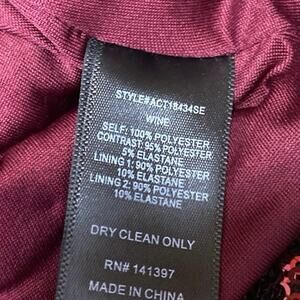 STYLE#ACT18434SE
WINE
SELF: 100% POLYESTER
CONTRAST: 95% POLYESTER
5% ELASTANE
LINING 1: 90% POLYESTER
10% ELASTANE
LINING 2: 90% POLYESTER
10% ELASTANE
DRY CLEAN ONLY
RN# 141397
MADE IN CHINA